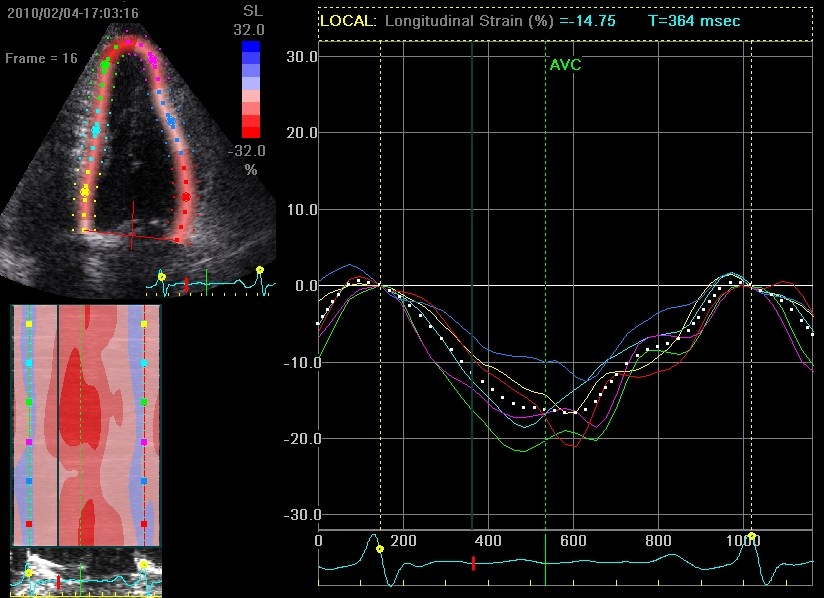 2010/02/04-17:03:16
SL
32.0
Frame = 16
-32.0
%
LOCAL: Longitudinal Strain (%) =-14.75 T=364 msec
AVC
30.0
20.0
10.0
0.0
-10.0
-20.0
-30.0
0 200 400 600 800 1000